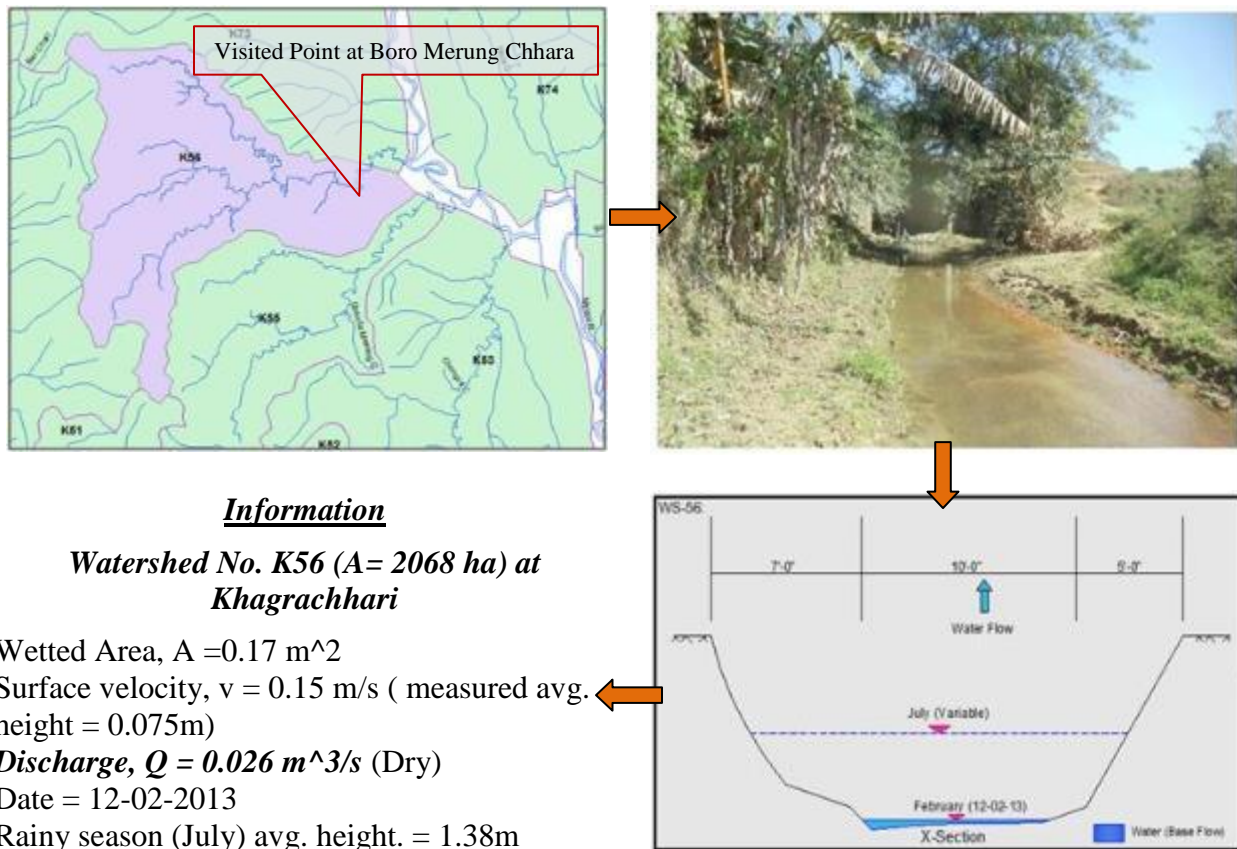 Visited Point at Boro Merung Chhara
K73
K74
K56
K55
K53
K51
K52
Information
Watershed No. K56 (A= 2068 ha) at
Khagrachhari
Wetted Area, A =0.17 m^2
Surface velocity, v = 0.15 m/s ( measured avg.
height = 0.075m)
Discharge, Q = 0.026 m^3/s (Dry)
Date = 12-02-2013
Rainy season (July) avg. height. = 1.38m
WS-56:
7'-0" 10'-0" 5'-0"
Water Flow
July (Variable)
February (12-02-13)
X-Section
Water (Base Flow)